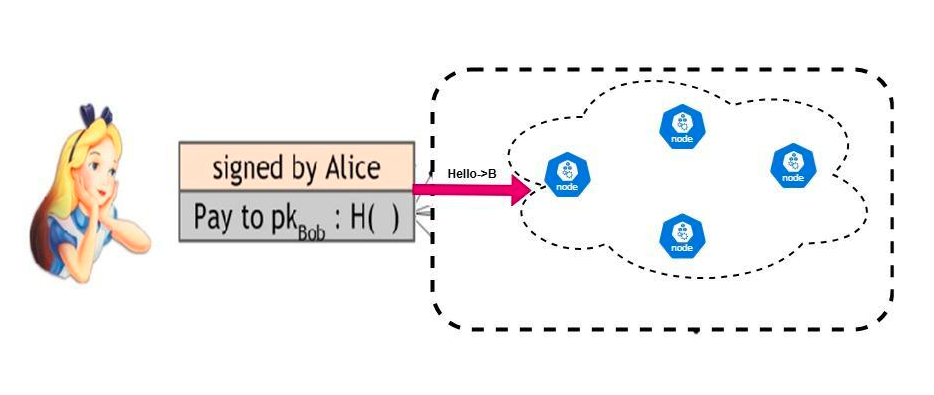 signed by Alice
Pay to pkBob : H( )
Hello->B
node
node
node
node